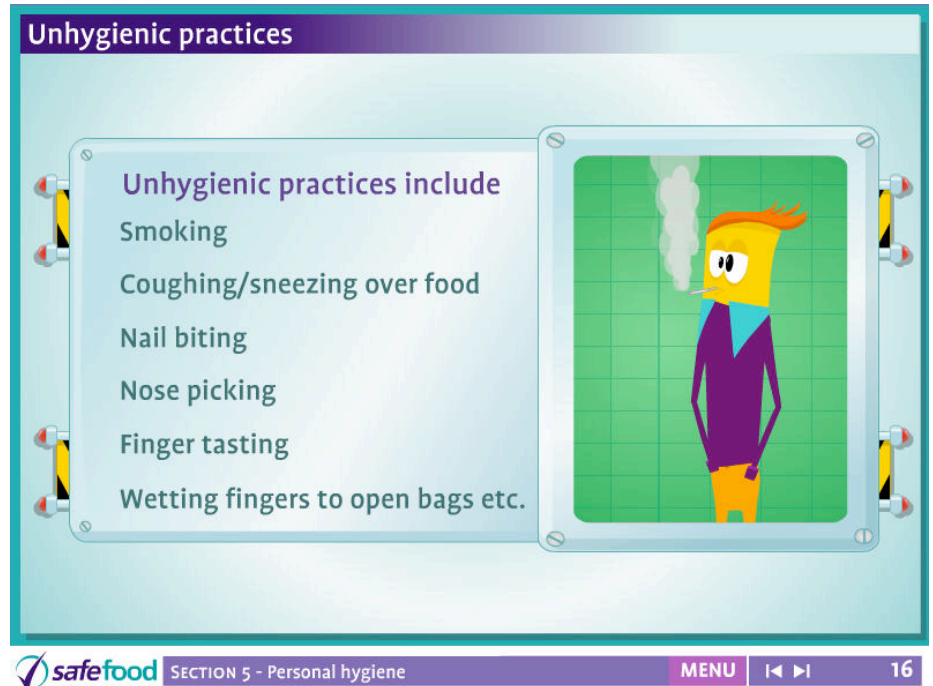 Unhygienic practices
Unhygienic practices include
Smoking
Coughing/sneezing over food
Nail biting
Nose picking
Finger tasting
Wetting fingers to open bags etc.
safefood SECTION 5 - Personal hygiene MENU 16